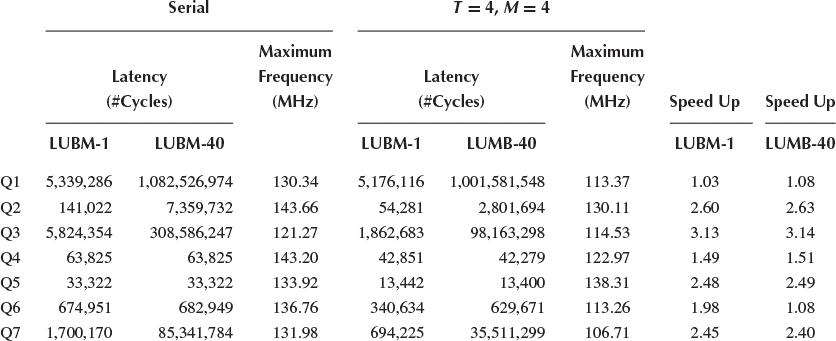 Serial T = 4, M = 4
Maximum Maximum
Latency Frequency Latency Frequency
(#Cycles) (MHz) (#Cycles) (MHz) Speed Up Speed Up
LUBM-1 LUBM-40 LUBM-1 LUMB-40 LUBM-1 LUMB-40
Q1 5,339,286 1,082,526,974 130.34 5,176,116 1,001,581,548 113.37 1.03 1.08
Q2 141,022 7,359,732 143.66 54,281 2,801,694 130.11 2.60 2.63
Q3 5,824,354 308,586,247 121.27 1,862,683 98,163,298 114.53 3.13 3.14
Q4 63,825 63,825 143.20 42,851 42,279 122.97 1.49 1.51
Q5 33,322 33,322 133.92 13,442 13,400 138.31 2.48 2.49
Q6 674,951 682,949 136.76 340,634 629,671 113.26 1.98 1.08
Q7 1,700,170 85,341,784 131.98 694,225 35,511,299 106.71 2.45 2.40